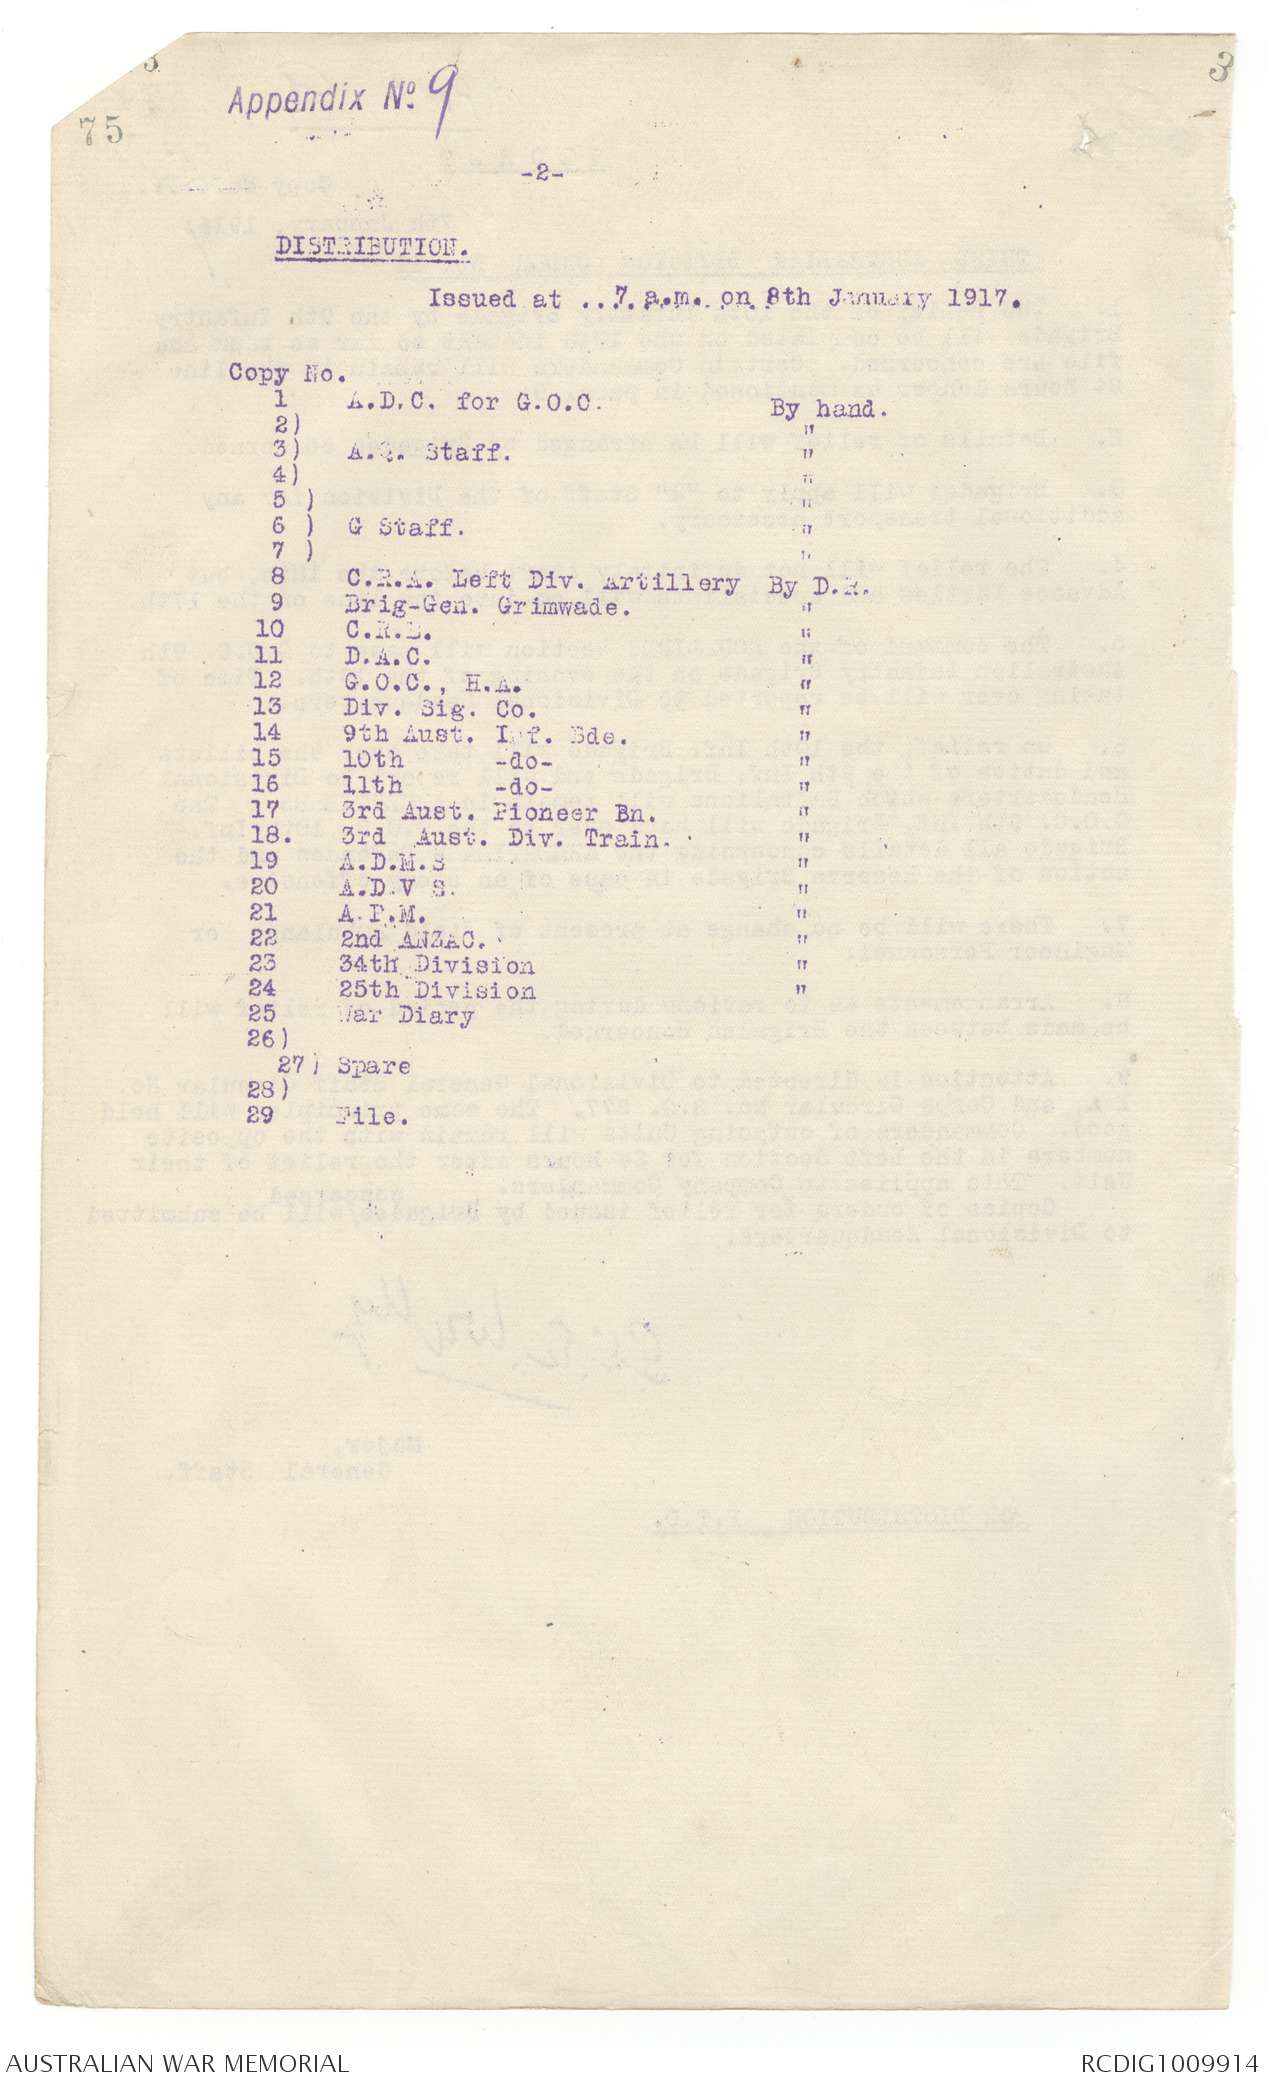 3
3
Appendix No. 9
75
-2-
DISTRIBUTION.
Issued at ..7. a.m. on 8th January 1917.
Copy No.
1 A.D.C. for G.O.C. By hand.
2) "
3) A.Q. Staff. "
4) "
5 ) "
6 ) G Staff. "
7 ) "
8 C.R.A. Left Div. Artillery By D.R.
9 Brig-Gen. Grimwade. "
10 C.R.E. "
11 D.A.C. "
12 G.O.C., H.A. "
13 Div. Sig. Co. "
14 9th Aust. Inf. Bde. "
15 10th -do- "
16 11th -do- "
17 3rd Aust. Pioneer Bn. "
18. 3rd Aust. Div. Train. "
19 A.D.M.S "
20 A.D.V S. "
21 A.P.M. "
22 2nd ANZAC. "
23 34th Division "
24 25th Division "
25 War Diary
26)
27) Spare
28)
29 File.
AUSTRALIAN WAR MEMORIAL RCDIG1009914